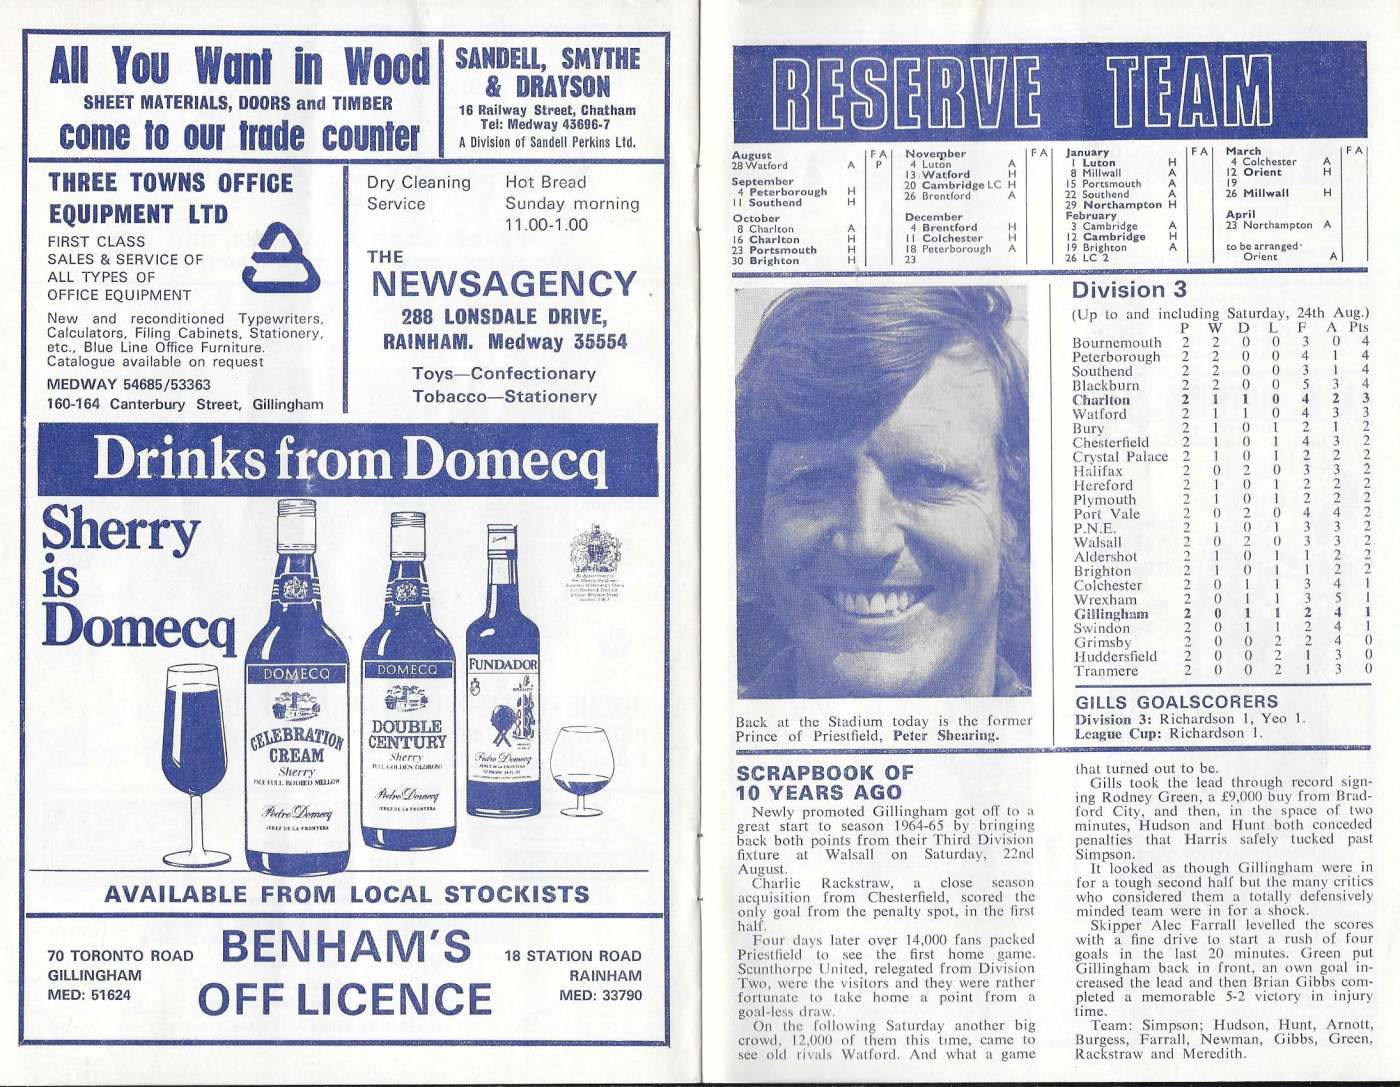 All You Want in Wood
SHEET MATERIALS, DOORS and TIMBER
come to our trade counter
SANDELL, SMYTHE
& DRAYSON
16 Railway Street, Chatham
Tel: Medway 43696-7
A Division of Sandell Perkins Ltd.
THREE TOWNS OFFICE
EQUIPMENT LTD
FIRST CLASS
SALES & SERVICE OF
ALL TYPES OF
OFFICE EQUIPMENT
New and reconditioned Typewriters,
Calculators, Filing Cabinets, Stationery,
etc., Blue Line Office Furniture.
Catalogue available on request
MEDWAY 54685/53363
160-164 Canterbury Street, Gillingham
Dry Cleaning Hot Bread
Service Sunday morning
11.00-1.00
THE
NEWSAGENCY
288 LONSDALE DRIVE,
RAINHAM. Medway 35554
Toys—Confectionary
Tobacco—Stationery
Drinks from Domecq
Sherry
is
Domecq
DOMECQ
CELEBRATION
CREAM
Sherry
PALE FULL BODIED MELLOW
Pedro Domecq
JEREZ DE LA FRONTERA
DOMECQ
DOUBLE
CENTURY
Sherry
FULL GOLDEN OLOROSO
Pedro Domecq
JEREZ DE LA FRONTERA
FUNDADOR
BRANDY
Pedro Domecq
AVAILABLE FROM LOCAL STOCKISTS
70 TORONTO ROAD
GILLINGHAM
MED: 51624
BENHAM'S
OFF LICENCE
18 STATION ROAD
RAINHAM
MED: 33790
RESERVE TEAM
August F A
28 Watford A P
September
4 Peterborough H
11 Southend H
October
8 Charlton A
16 Charlton H
23 Portsmouth H
30 Brighton H
November F A
4 Luton A
13 Watford H
20 Cambridge LC H
26 Brentford A
December
4 Brentford H
11 Colchester H
18 Peterborough A
23
January F A
1 Luton H
8 Millwall A
15 Portsmouth A
22 Southend A
29 Northampton H
February
3 Cambridge A
12 Cambridge H
19 Brighton A
26 LC 2
March F A
4 Colchester A
12 Orient H
19
26 Millwall H
April
23 Northampton A
to be arranged
Orient A
Back at the Stadium today is the former
Prince of Priestfield, Peter Shearing.
Division 3
(Up to and including Saturday, 24th Aug.)
P W D L F A Pts
Bournemouth 2 2 0 0 3 0 4
Peterborough 2 2 0 0 4 1 4
Southend 2 2 0 0 3 1 4
Blackburn 2 2 0 0 5 3 4
Charlton 2 1 1 0 4 2 3
Watford 2 1 1 0 4 3 3
Bury 2 1 0 1 2 1 2
Chesterfield 2 1 0 1 4 3 2
Crystal Palace 2 1 0 1 2 2 2
Halifax 2 0 2 0 3 3 2
Hereford 2 1 0 1 2 2 2
Plymouth 2 1 0 1 2 2 2
Port Vale 2 0 2 0 4 4 2
P.N.E. 2 1 0 1 3 3 2
Walsall 2 0 2 0 3 3 2
Aldershot 2 1 0 1 1 2 2
Brighton 2 1 0 1 1 2 2
Colchester 2 0 1 1 3 4 1
Wrexham 2 0 1 1 3 5 1
Gillingham 2 0 1 1 2 4 1
Swindon 2 0 1 1 2 4 1
Grimsby 2 0 0 2 2 4 0
Huddersfield 2 0 0 2 1 3 0
Tranmere 2 0 0 2 1 3 0
GILLS GOALSCORERS
Division 3: Richardson 1, Yeo 1.
League Cup: Richardson 1.
SCRAPBOOK OF
10 YEARS AGO
Newly promoted Gillingham got off to a
great start to season 1964-65 by bringing
back both points from their Third Division
fixture at Walsall on Saturday, 22nd
August.
Charlie Rackstraw, a close season
acquisition from Chesterfield, scored the
only goal from the penalty spot, in the first
half.
Four days later over 14,000 fans packed
Priestfield to see the first home game.
Scunthorpe United, relegated from Division
Two, were the visitors and they were rather
fortunate to take home a point from a
goal-less draw.
On the following Saturday another big
crowd, 12,000 of them this time, came to
see old rivals Watford. And what a game
that turned out to be.
Gills took the lead through record sign-
ing Rodney Green, a £9,000 buy from Brad-
ford City, and then, in the space of two
minutes, Hudson and Hunt both conceded
penalties that Harris safely tucked past
Simpson.
It looked as though Gillingham were in
for a tough second half but the many critics
who considered them a totally defensively
minded team were in for a shock.
Skipper Alec Farrall levelled the scores
with a fine drive to start a rush of four
goals in the last 20 minutes. Green put
Gillingham back in front, an own goal in-
creased the lead and then Brian Gibbs com-
pleted a memorable 5-2 victory in injury
time.
Team: Simpson; Hudson, Hunt, Arnott,
Burgess, Farrall, Newman, Gibbs, Green,
Rackstraw and Meredith.